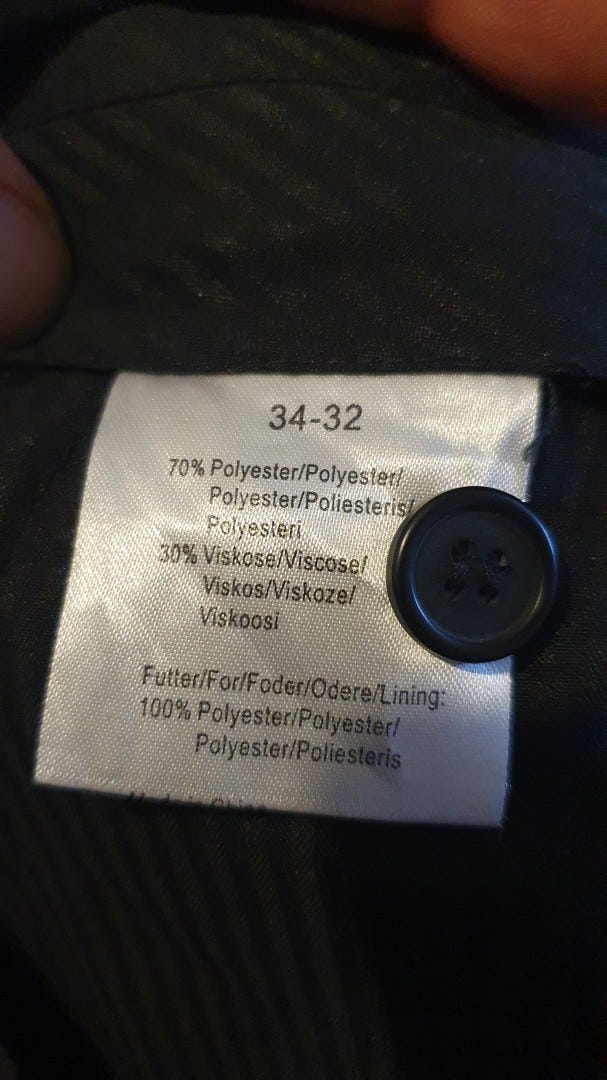 34-32
70% Polyester/Polyester/
Polyester/Poliesteris/
Polyesteri
30% Viskose/Viscose/
Viskos/Viskoze/
Viskoosi
Futter/For/Foder/Odere/Lining:
100% Polyester/Polyester/
Polyester/Poliesteris